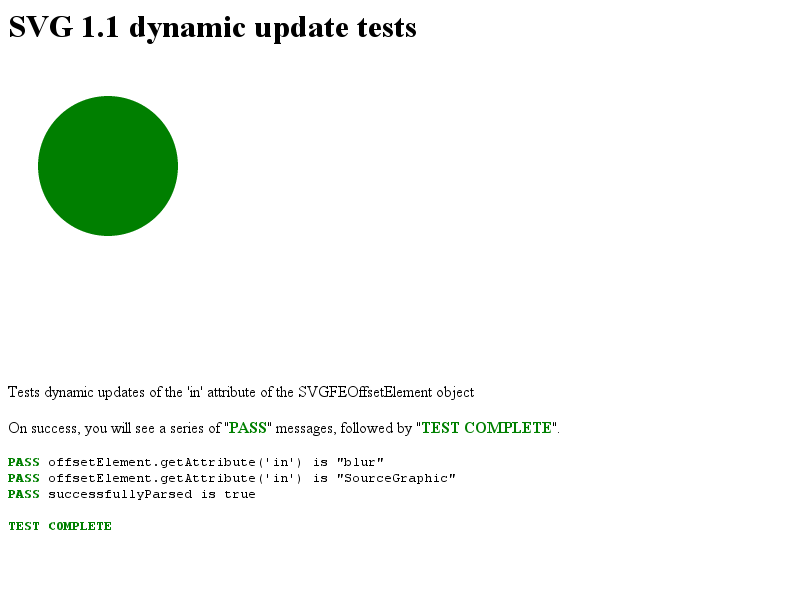 SVG 1.1 dynamic update tests
Tests dynamic updates of the 'in' attribute of the SVGFEOffsetElement object
On success, you will see a series of "PASS" messages, followed by "TEST COMPLETE".
PASS offsetElement.getAttribute('in') is "blur"
PASS offsetElement.getAttribute('in') is "SourceGraphic"
PASS successfullyParsed is true
TEST COMPLETE